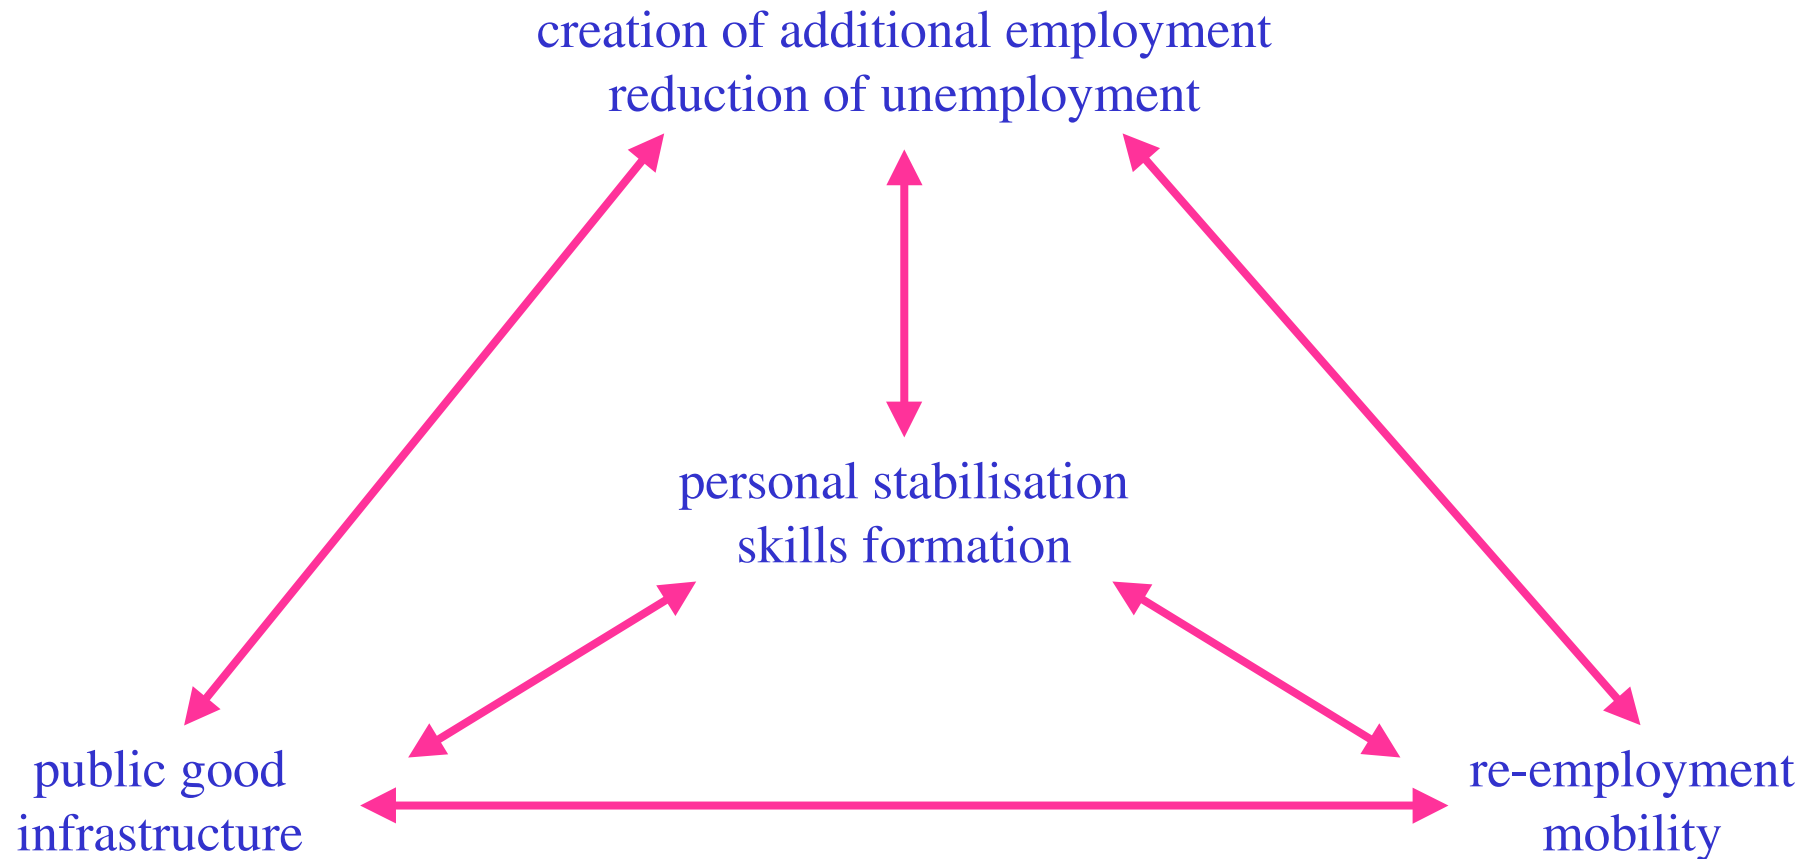 creation of additional employment
reduction of unemployment
personal stabilisation
skills formation
public good
infrastructure
re-employment
mobility